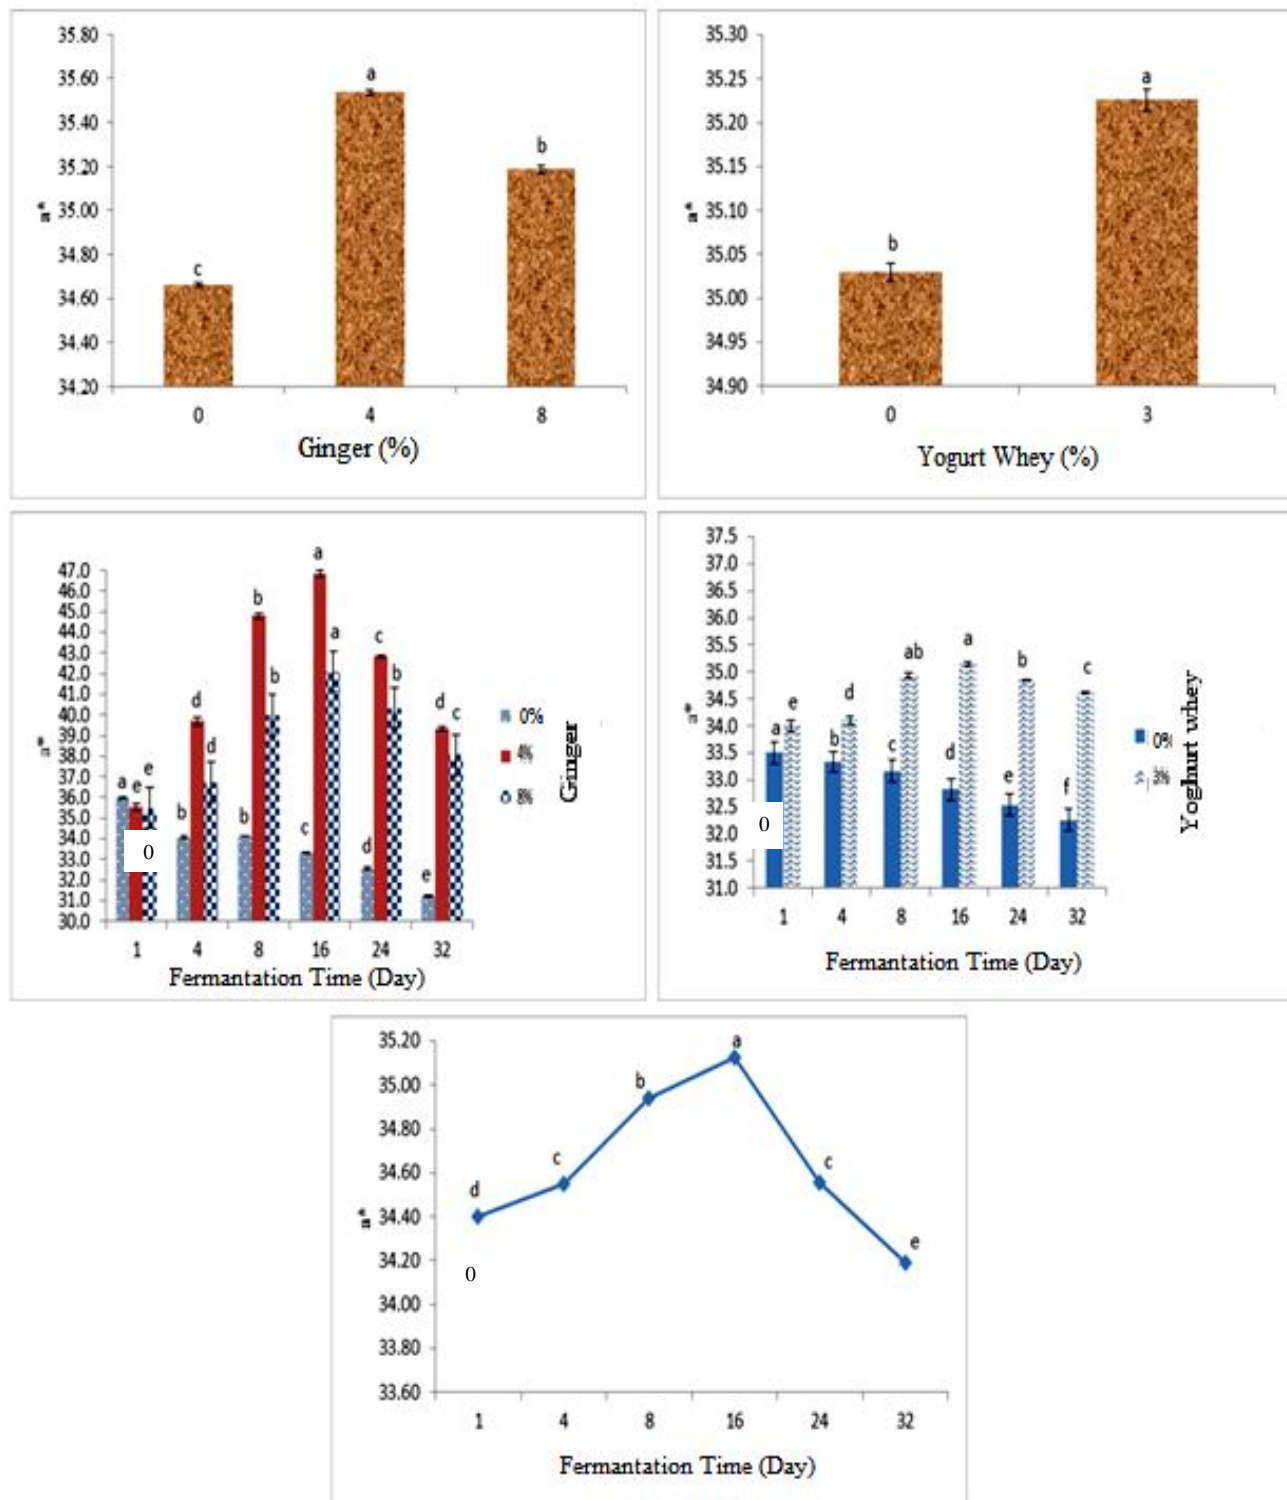 35.80
35.60
35.40
35.20
35.00
34.80
34.60
34.40
34.20
a*
c
a
b
0 4 8
Ginger (%)
35.30
35.25
35.20
35.15
35.10
35.05
35.00
34.95
34.90
a*
b
a
0 3
Yogurt Whey (%)
47.0
46.0
45.0
44.0
43.0
42.0
41.0
40.0
39.0
38.0
37.0
36.0
35.0
34.0
33.0
32.0
31.0
30.0
a*
a e e
b d d
b b b
c a a
d c b
e d c
0
1 4 8 16 24 32
Fermantation Time (Day)
0%
4%
8%
Ginger
37.5
37.0
36.5
36.0
35.5
35.0
34.5
34.0
33.5
33.0
32.5
32.0
31.5
31.0
a*
a e
b d
c ab
d a
e b
f c
0
1 4 8 16 24 32
Fermantation Time (Day)
0%
3%
Yoghurt whey
35.20
35.00
34.80
34.60
34.40
34.20
34.00
33.80
33.60
a*
d
c
b
a
c
e
0
1 4 8 16 24 32
Fermantation Time (Day)